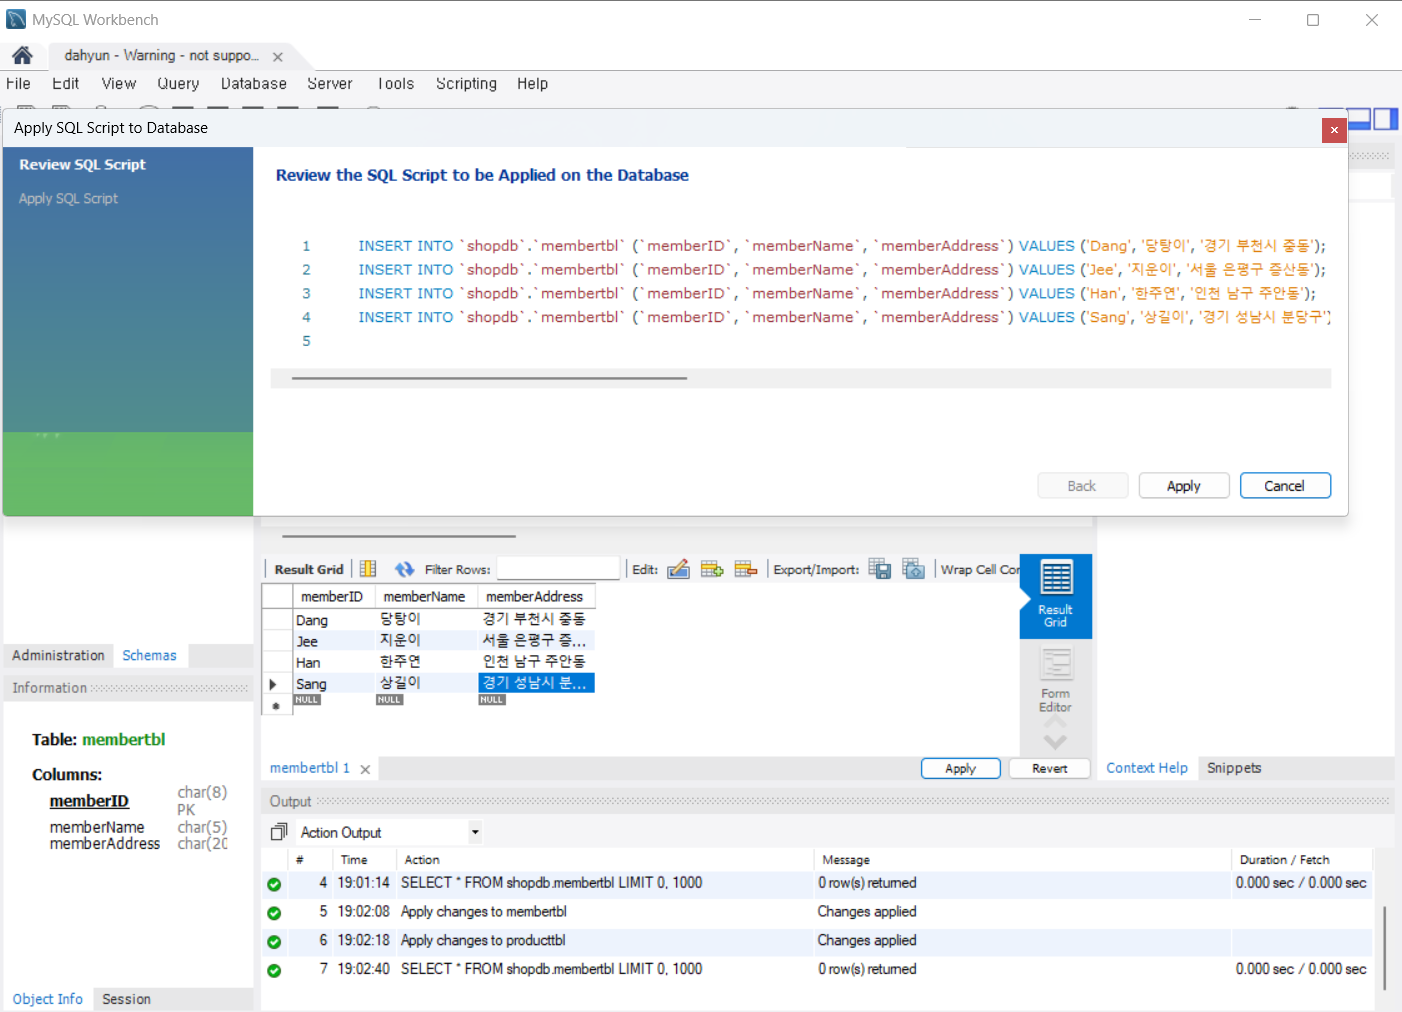 MySQL Workbench
dahyun - Warning - not suppo...
File Edit View Query Database Server Tools Scripting Help
Apply SQL Script to Database
Review SQL Script
Apply SQL Script
Review the SQL Script to be Applied on the Database
1 INSERT INTO `shopdb`.`membertbl` (`memberID`, `memberName`, `memberAddress`) VALUES ('Dang', '당탕이', '경기 부천시 중동');
2 INSERT INTO `shopdb`.`membertbl` (`memberID`, `memberName`, `memberAddress`) VALUES ('Jee', '지운이', '서울 은평구 증산동');
3 INSERT INTO `shopdb`.`membertbl` (`memberID`, `memberName`, `memberAddress`) VALUES ('Han', '한주연', '인천 남구 주안동');
4 INSERT INTO `shopdb`.`membertbl` (`memberID`, `memberName`, `memberAddress`) VALUES ('Sang', '상길이', '경기 성남시 분당구')
5
Back Apply Cancel
Result Grid Filter Rows: Edit: Export/Import: Wrap Cell Cor
memberID memberName memberAddress
Dang 당탕이 경기 부천시 중동
Jee 지운이 서울 은평구 증...
Han 한주연 인천 남구 주안동
Sang 상길이 경기 성남시 분...
NULL NULL NULL
Result
Grid
Form
Editor
Administration Schemas
Information
Table: membertbl
Columns:
memberID char(8)
PK
memberName char(5)
memberAddress char(20
Object Info Session
membertbl 1 Apply Revert
Context Help Snippets
Output
Action Output
# Time Action Message Duration / Fetch
4 19:01:14 SELECT * FROM shopdb.membertbl LIMIT 0, 1000 0 row(s) returned 0.000 sec / 0.000 sec
5 19:02:08 Apply changes to membertbl Changes applied
6 19:02:18 Apply changes to producttbl Changes applied
7 19:02:40 SELECT * FROM shopdb.membertbl LIMIT 0, 1000 0 row(s) returned 0.000 sec / 0.000 sec